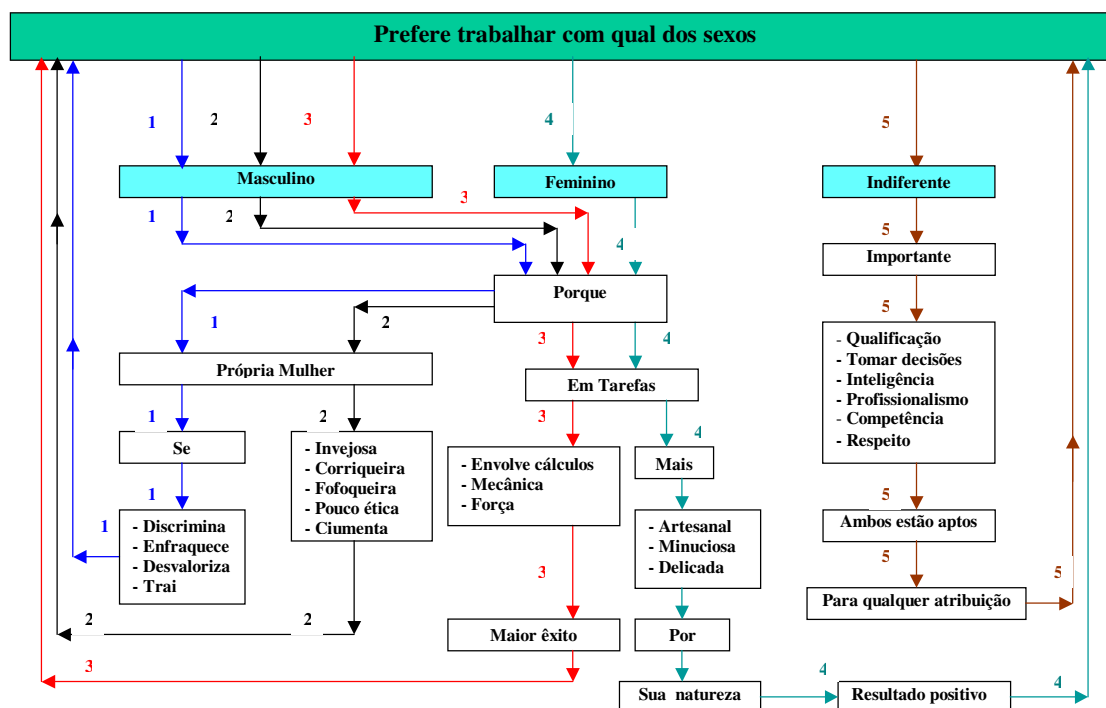 Prefere trabalhar com qual dos sexos
1
2
3
4
5
Masculino
Feminino
Indiferente
1
2
3
4
5
Importante
Porque
1
2
3
4
5
Própria Mulher
Em Tarefas
- Qualificação
- Tomar decisões
- Inteligência
- Profissionalismo
- Competência
- Respeito
1
2
3
4
Se
- Invejosa
- Corriqueira
- Fofoqueira
- Pouco ética
- Ciumenta
- Envolve cálculos
- Mecânica
- Força
Mais
1
1
5
- Discrimina
- Enfraquece
- Desvaloriza
- Trai
- Artesanal
- Minuciosa
- Delicada
Ambos estão aptos
3
5
5
Para qualquer atribuição
2
2
Maior êxito
Por
3
Sua natureza
4
Resultado positivo
4